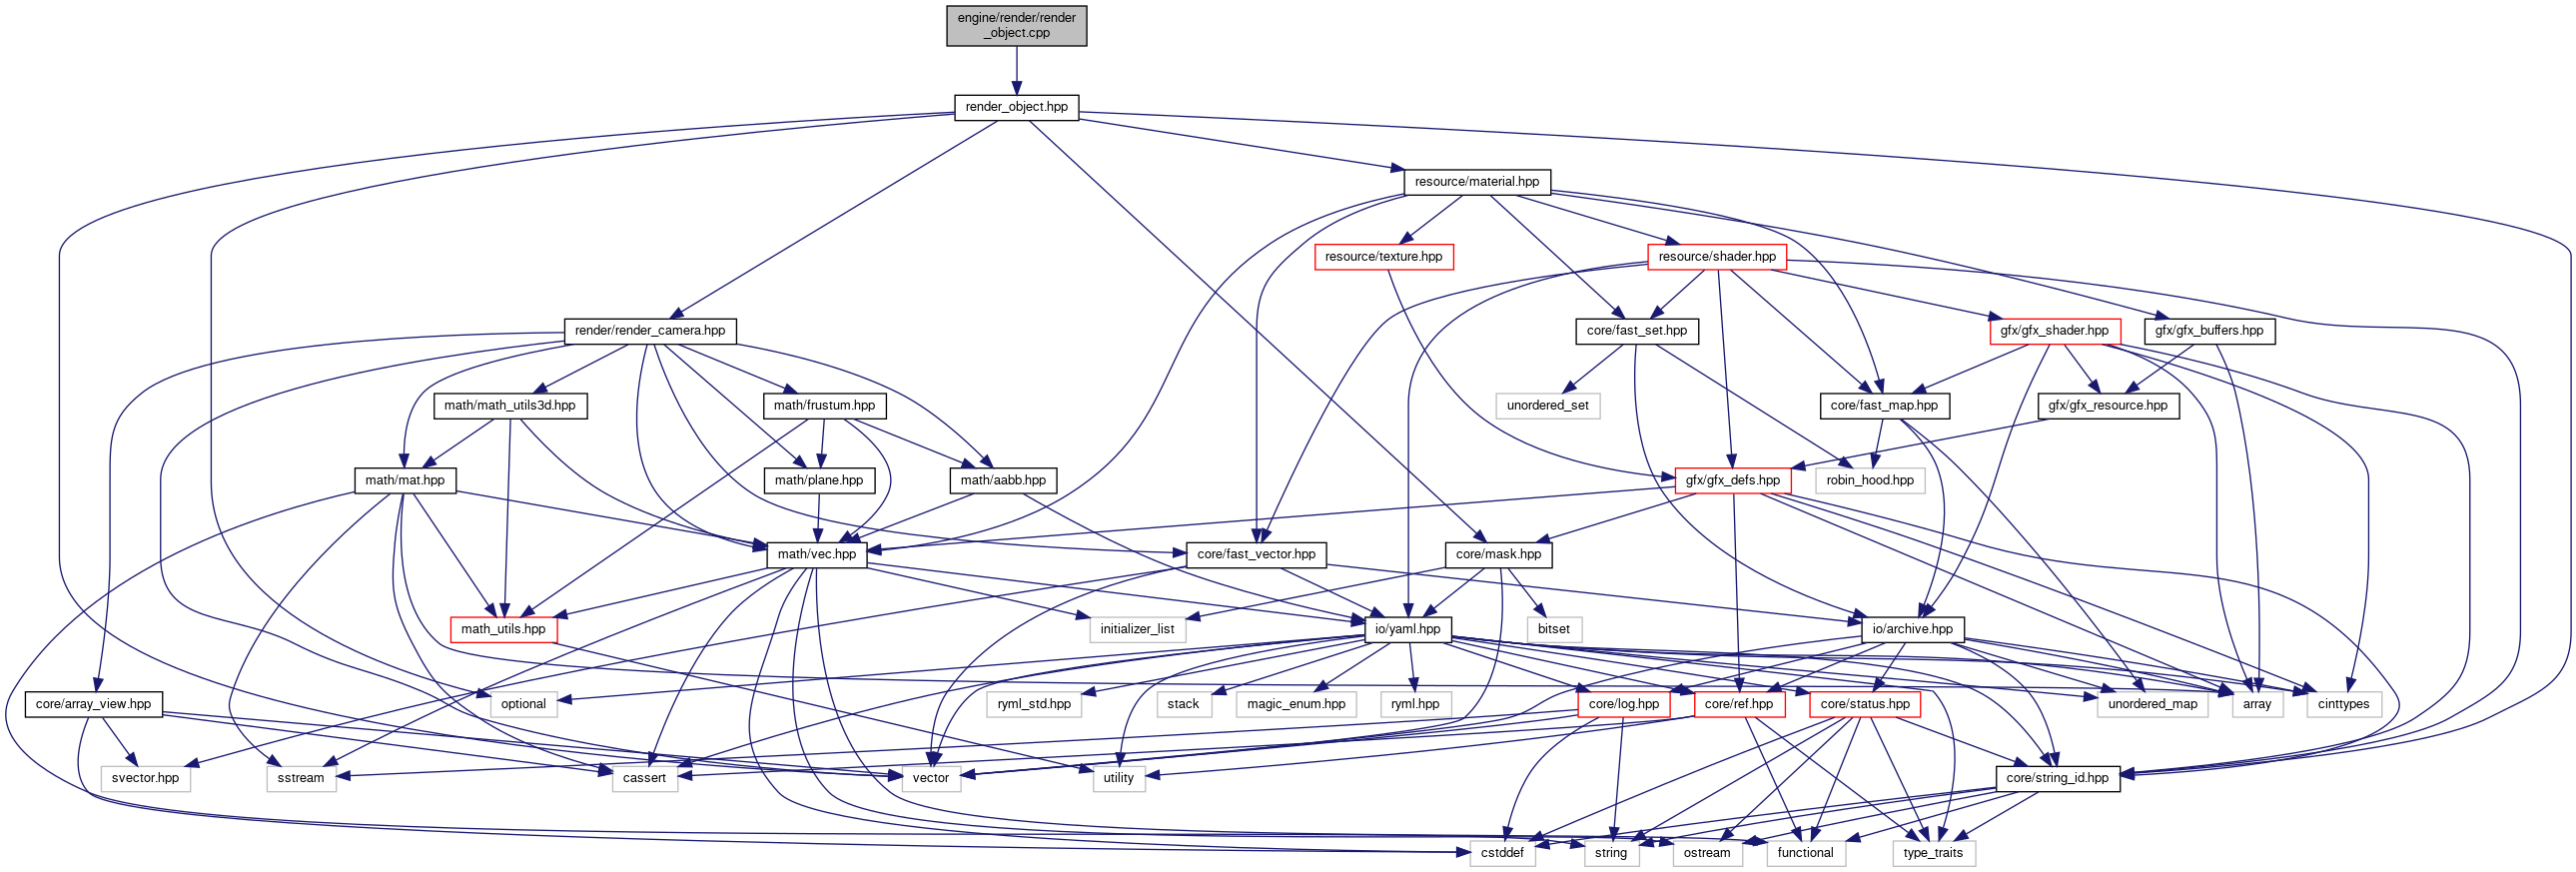 engine/render/render
_object.cpp
render_object.hpp
resource/material.hpp
resource/texture.hpp
resource/shader.hpp
render/render_camera.hpp
core/fast_set.hpp
gfx/gfx_shader.hpp
gfx/gfx_buffers.hpp
math/math_utils3d.hpp
math/frustum.hpp
unordered_set
core/fast_map.hpp
gfx/gfx_resource.hpp
math/mat.hpp
math/plane.hpp
math/aabb.hpp
gfx/gfx_defs.hpp
robin_hood.hpp
math/vec.hpp
core/fast_vector.hpp
core/mask.hpp
math_utils.hpp
initializer_list
io/yaml.hpp
bitset
io/archive.hpp
core/array_view.hpp
optional
ryml_std.hpp
stack
magic_enum.hpp
ryml.hpp
core/log.hpp
core/ref.hpp
core/status.hpp
unordered_map
array
cinttypes
svector.hpp
sstream
cassert
vector
utility
core/string_id.hpp
cstddef
string
ostream
functional
type_traits